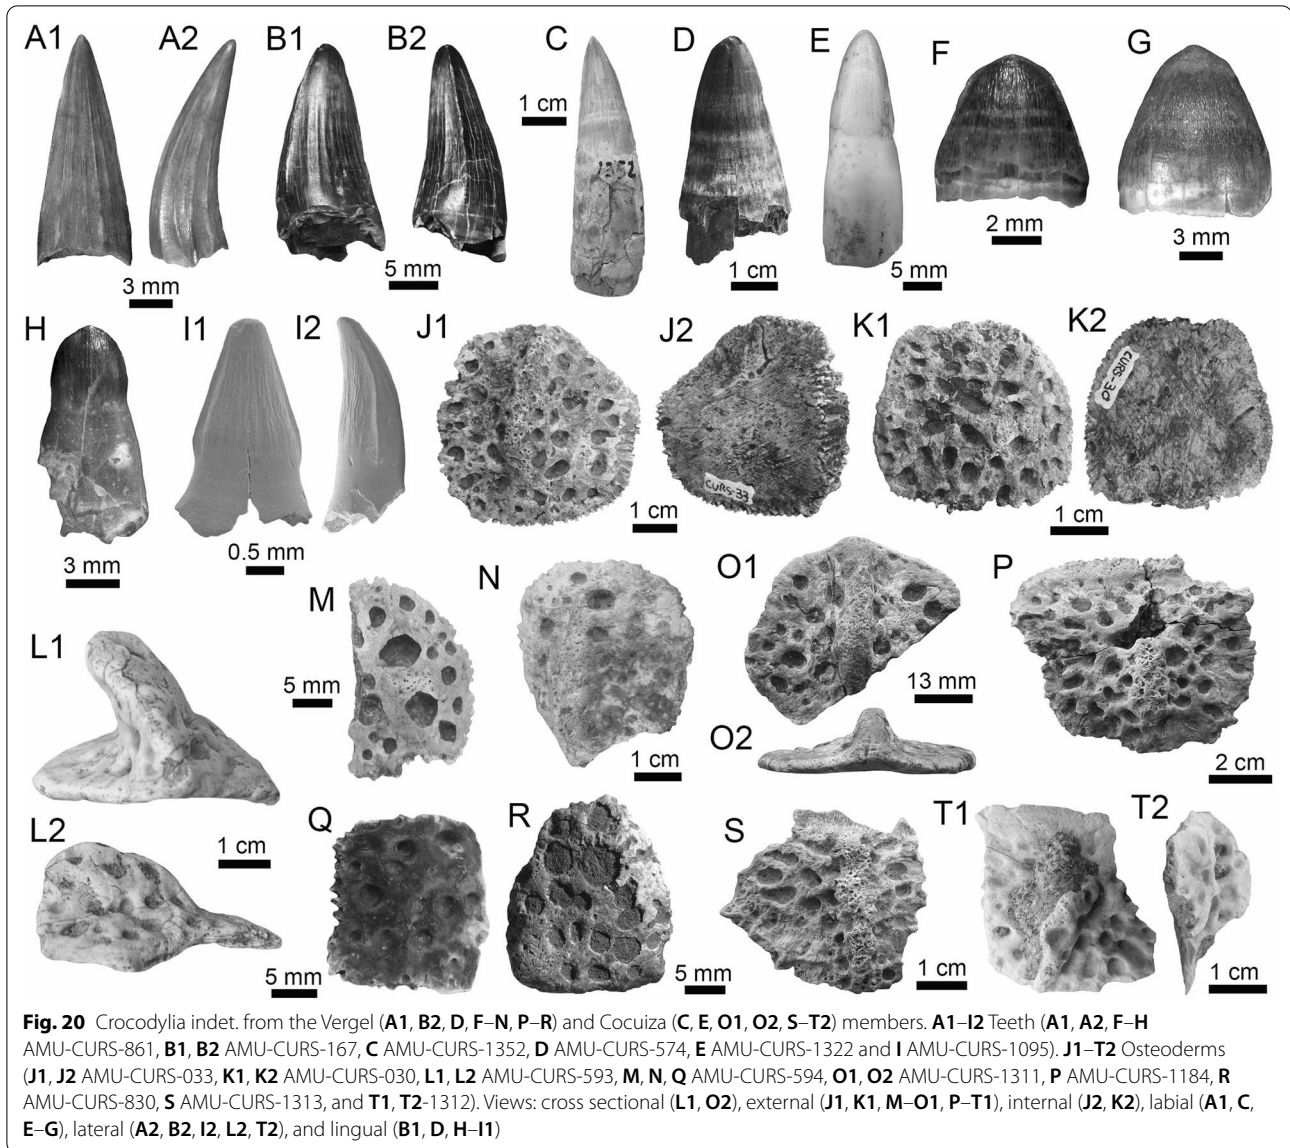 A1 A2 B1 B2 C D E F G
1 cm
1352
3 mm
5 mm
1 cm
5 mm
2 mm
3 mm
H I1 I2 J1 J2 K1 K2
CURS-33
CURS-30
3 mm
0.5 mm
1 cm
1 cm
L1 M N O1 P
5 mm
1 cm
13 mm
O2
2 cm
L2
1 cm
Q R S T1 T2
5 mm
5 mm
1 cm
1 cm
Fig. 20 Crocodylia indet. from the Vergel (A1, B2, D, F–N, P–R) and Cocuiza (C, E, O1, O2, S–T2) members. A1–I2 Teeth (A1, A2, F–H
AMU-CURS-861, B1, B2 AMU-CURS-167, C AMU-CURS-1352, D AMU-CURS-574, E AMU-CURS-1322 and I AMU-CURS-1095). J1–T2 Osteoderms
(J1, J2 AMU-CURS-033, K1, K2 AMU-CURS-030, L1, L2 AMU-CURS-593, M, N, Q AMU-CURS-594, O1, O2 AMU-CURS-1311, P AMU-CURS-1184, R
AMU-CURS-830, S AMU-CURS-1313, and T1, T2-1312). Views: cross sectional (L1, O2), external (J1, K1, M–O1, P–T1), internal (J2, K2), labial (A1, C,
E–G), lateral (A2, B2, I2, L2, T2), and lingual (B1, D, H–I1)